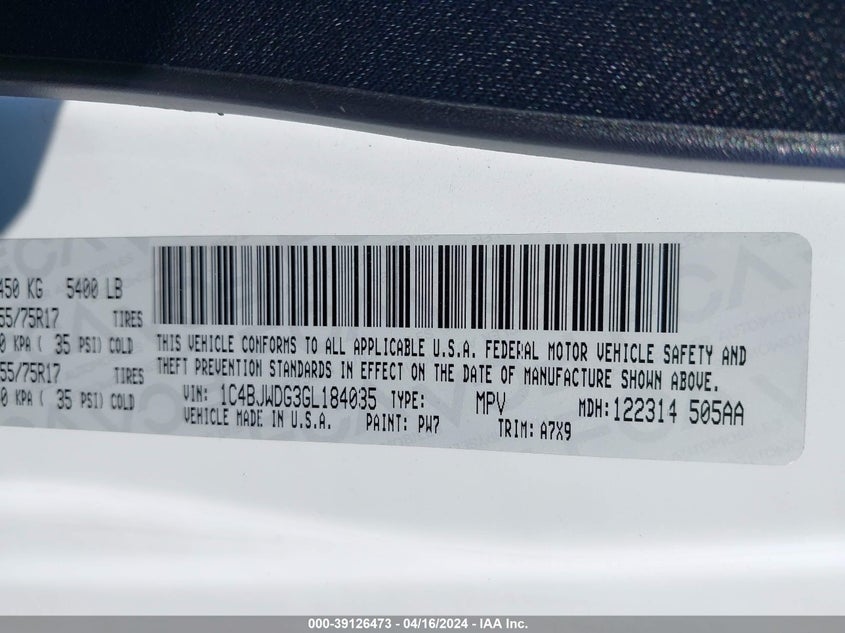 450 KG 5400 LB
55/75R17 TIRES
0 KPA ( 35 PSI) COLD
55/75R17 TIRES
0 KPA ( 35 PSI) COLD
THIS VEHICLE CONFORMS TO ALL APPLICABLE U.S.A. FEDERAL MOTOR VEHICLE SAFETY AND
THEFT PREVENTION STANDARDS IN EFFECT ON THE DATE OF MANUFACTURE SHOWN ABOVE.
VIN: 1C4BJWDG3GL184035 TYPE: MPV MDH:122314 505AA
VEHICLE MADE IN U.S.A. PAINT: PW7 TRIM: A7X9
000-39126473 - 04/16/2024 - IAA Inc.